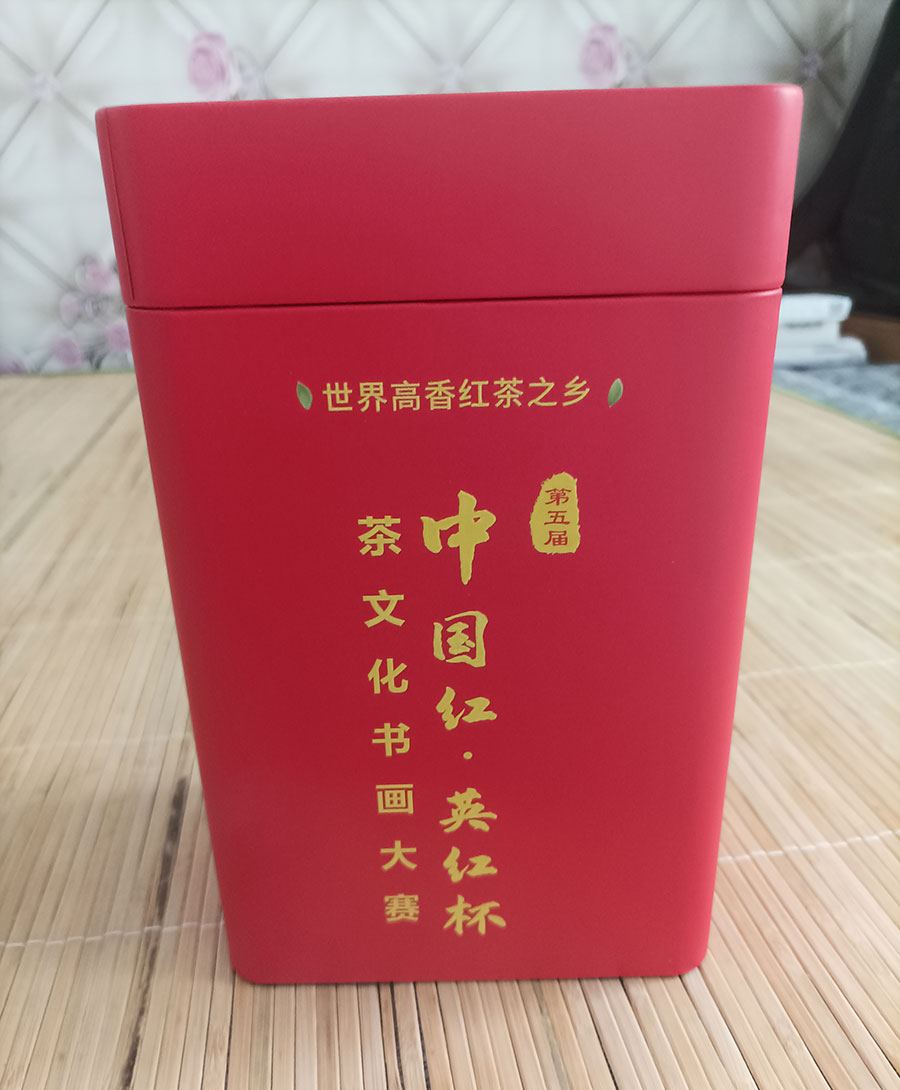 世界高香红茶之乡
第五届
中国红·英红杯
茶文化书画大赛